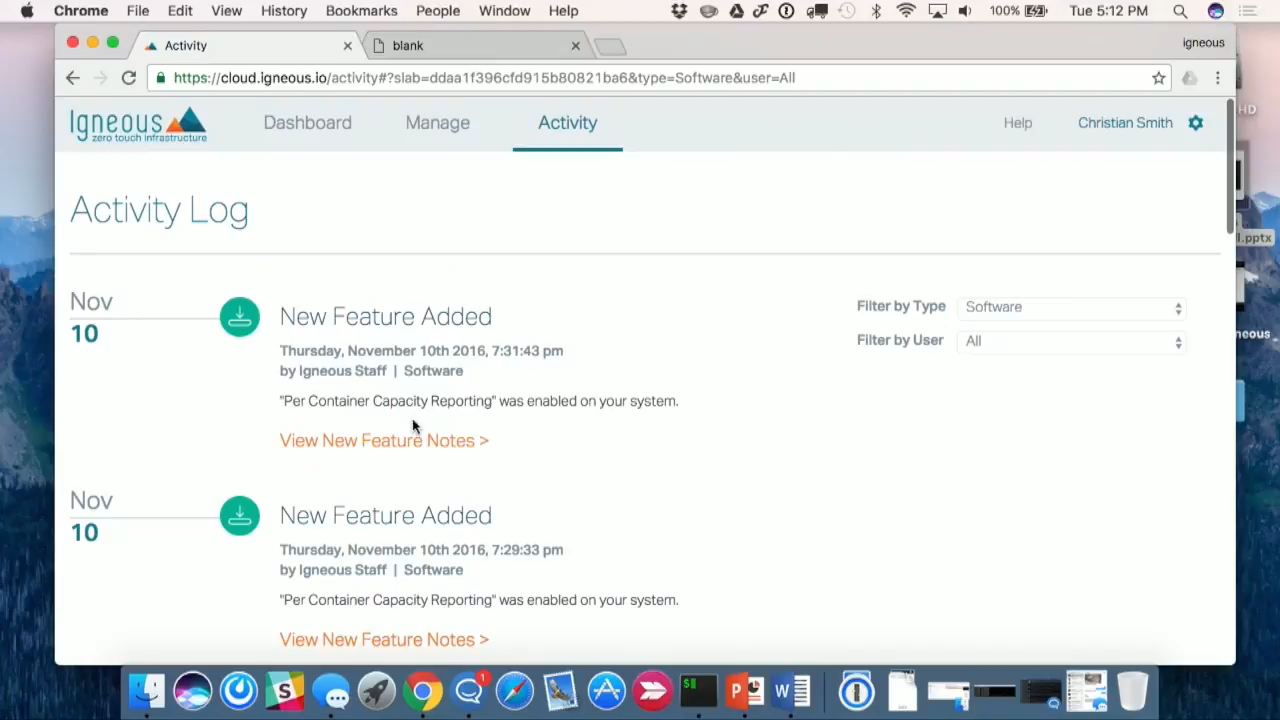 Chrome File Edit View History Bookmarks People Window Help 100% Tue 5:12 PM
Activity blank igneous
https://cloud.igneous.io/activity#?slab=ddaa1f396cfd915b80821ba6&type=Software&user=All
Igneous
zero touch infrastructure
Dashboard Manage Activity Help Christian Smith
HD
Activity Log
l.pptx
Nov
10
New Feature Added
Thursday, November 10th 2016, 7:31:43 pm
by Igneous Staff | Software
"Per Container Capacity Reporting" was enabled on your system.
View New Feature Notes >
Filter by Type Software
Filter by User All
neous
Nov
10
New Feature Added
Thursday, November 10th 2016, 7:29:33 pm
by Igneous Staff | Software
"Per Container Capacity Reporting" was enabled on your system.
View New Feature Notes >
S
1
$
P
W